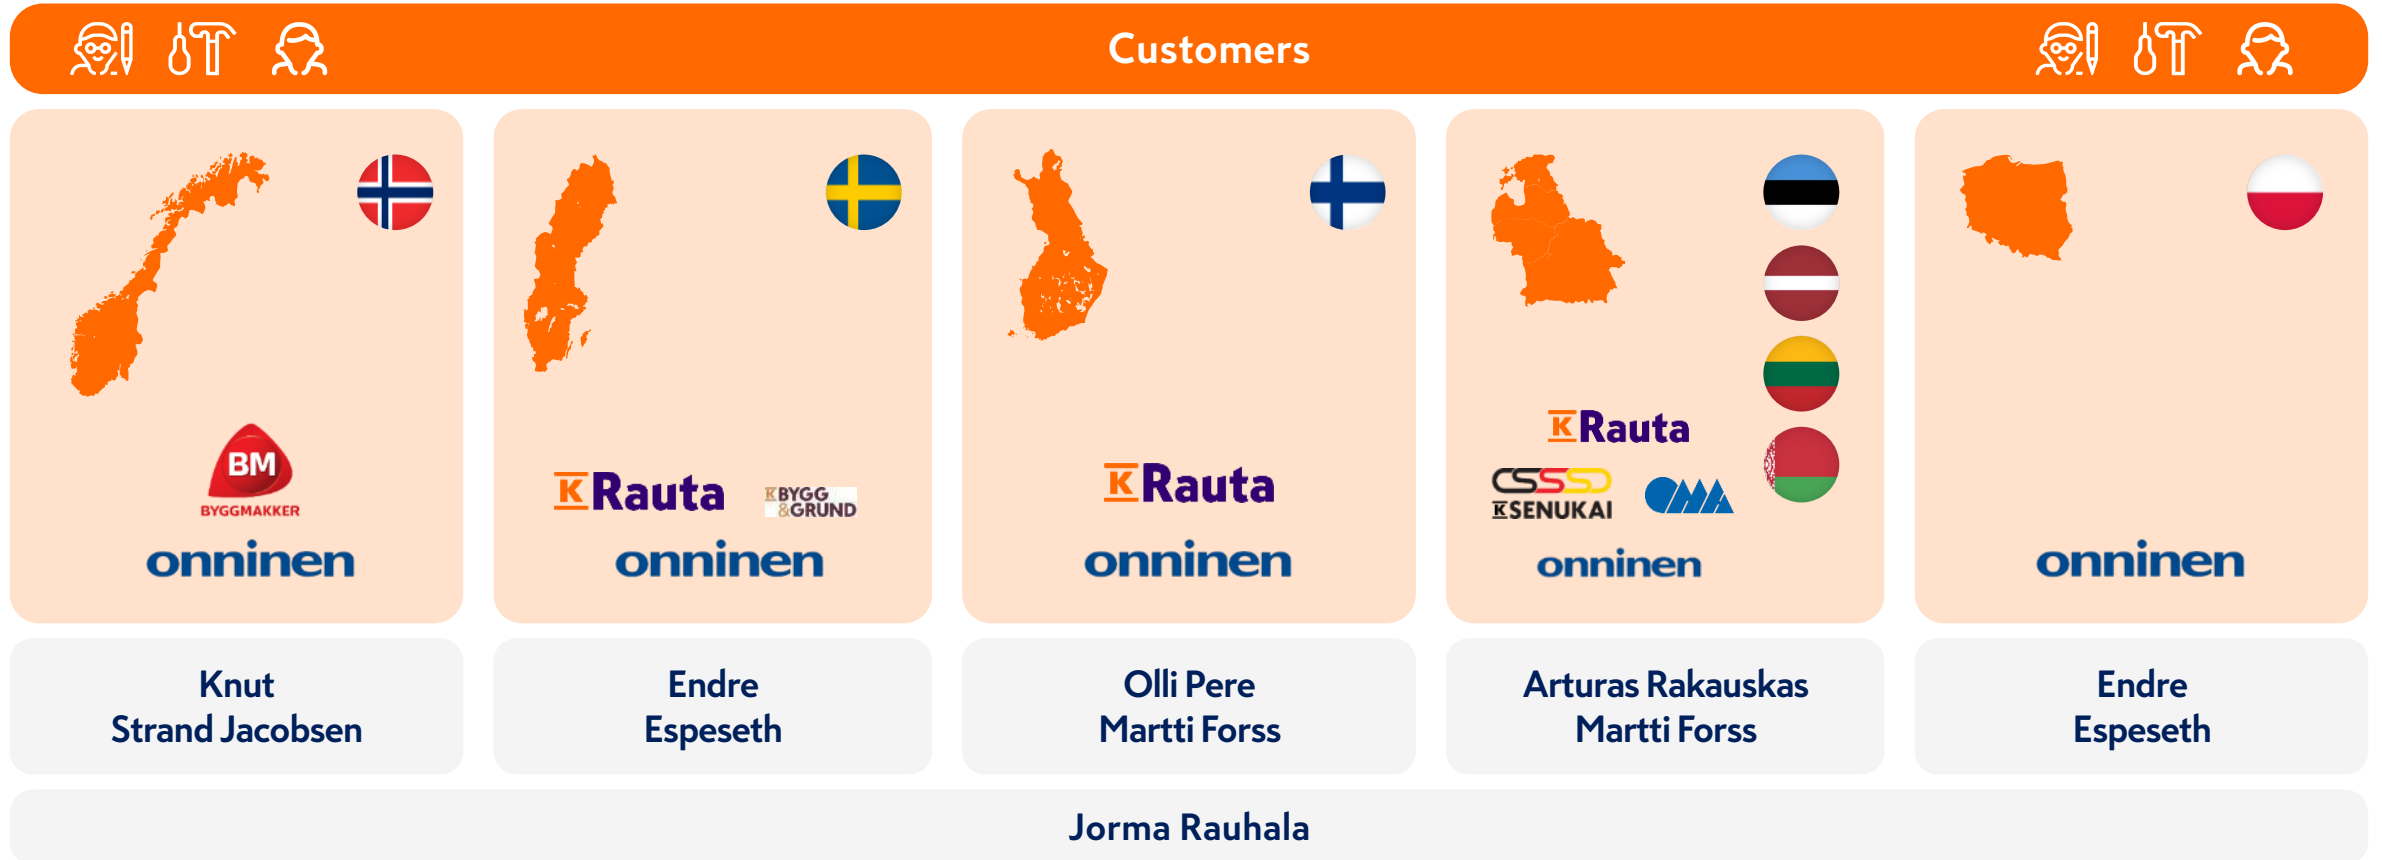 Customers
BM
BYGGMAKKER
onninen
K Rauta
K BYGG
&GRUND
onninen
K Rauta
onninen
K Rauta
K SENUKAI
OMA
onninen
onninen
Knut
Strand Jacobsen
Endre
Espeseth
Olli Pere
Martti Forss
Arturas Rakauskas
Martti Forss
Endre
Espeseth
Jorma Rauhala